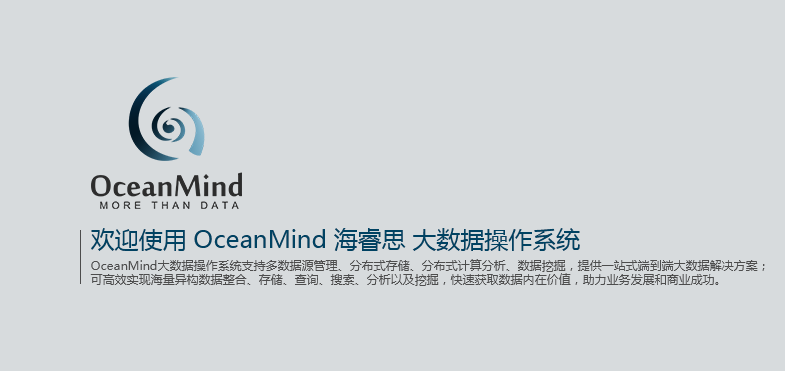 OceanMind
MORE THAN DATA
欢迎使用 OceanMind 海睿思 大数据操作系统
OceanMind大数据操作系统支持多数据源管理、分布式存储、分布式计算分析、数据挖掘，提供一站式端到端大数据解决方案；
可高效实现海量异构数据整合、存储、查询、搜索、分析以及挖掘，快速获取数据内在价值，助力业务发展和商业成功。